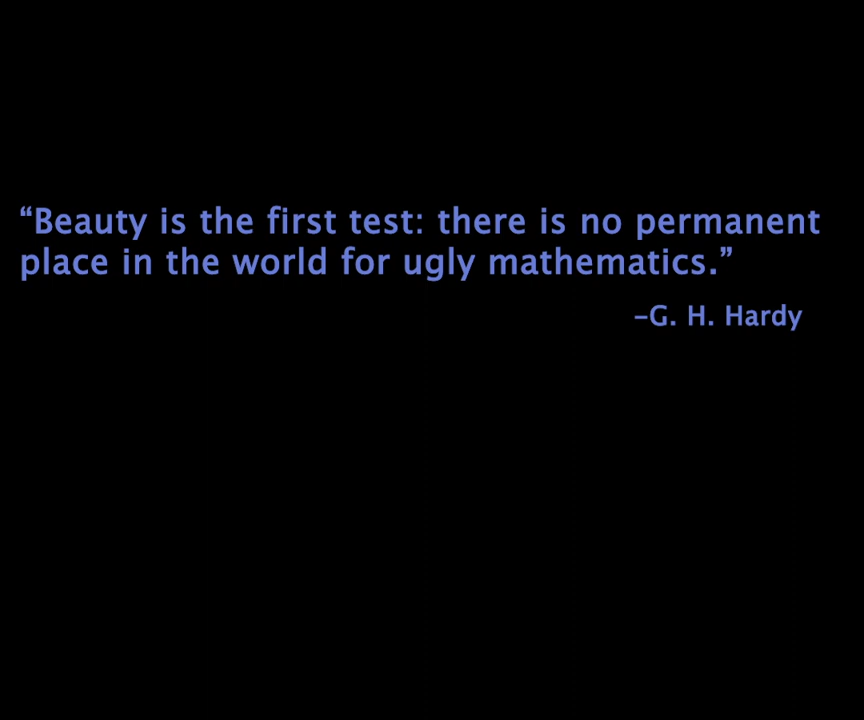 “Beauty is the first test: there is no permanent
place in the world for ugly mathematics.”
–G. H. Hardy